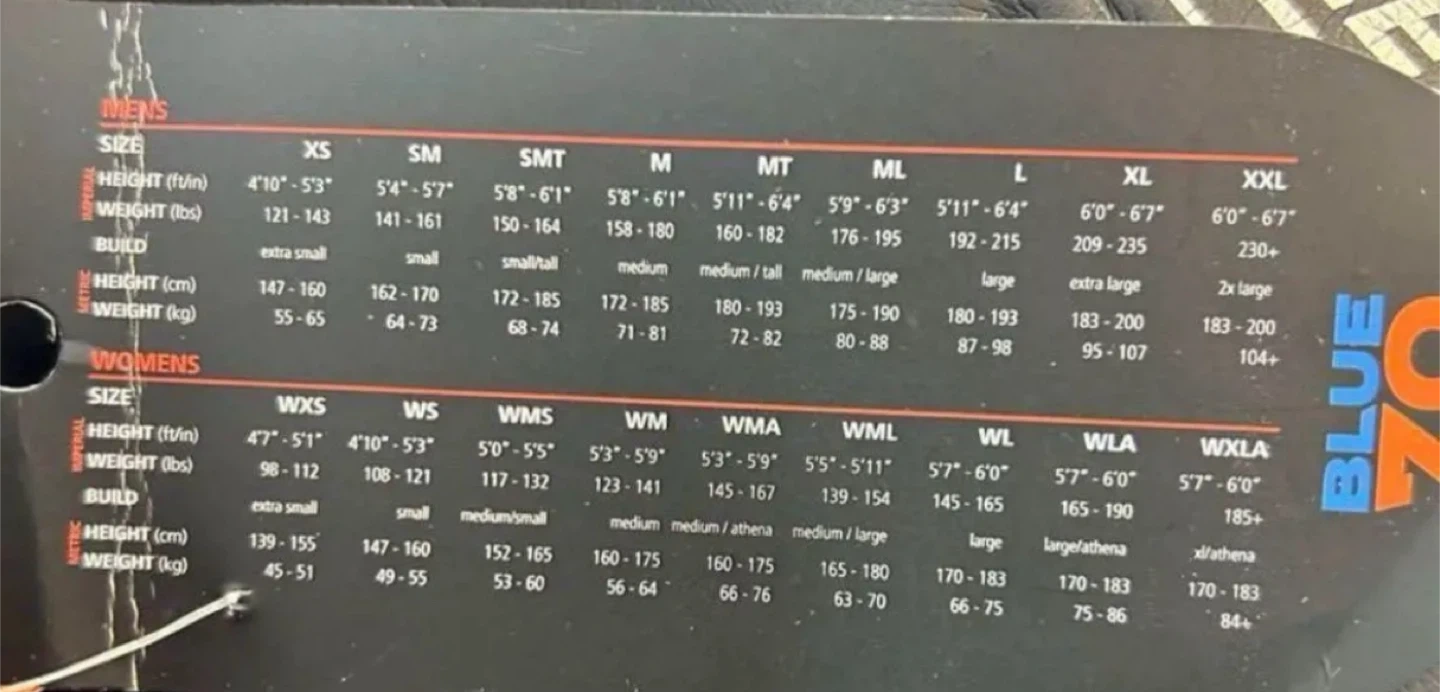 MENS
SIZE XS SM SMT M MT ML L XL XXL
IMPERIAL
HEIGHT (ft/in) 4'10" - 5'3" 5'4" - 5'7" 5'8" - 6'1" 5'8" - 6'1" 5'11" - 6'4" 5'9" - 6'3" 5'11" - 6'4" 6'0" - 6'7" 6'0" - 6'7"
WEIGHT (lbs) 121 - 143 141 - 161 150 - 164 158 - 180 160 - 182 176 - 195 192 - 215 209 - 235 230+
BUILD extra small small small/tall medium medium / tall medium / large large extra large 2x large
METRIC
HEIGHT (cm) 147 - 160 162 - 170 172 - 185 172 - 185 180 - 193 175 - 190 180 - 193 183 - 200 183 - 200
WEIGHT (kg) 55 - 65 64 - 73 68 - 74 71 - 81 72 - 82 80 - 88 87 - 98 95 - 107 104+
WOMENS
SIZE WXS WS WMS WM WMA WML WL WLA WXLA
IMPERIAL
HEIGHT (ft/in) 4'7" - 5'1" 4'10" - 5'3" 5'0" - 5'5" 5'3" - 5'9" 5'3" - 5'9" 5'5" - 5'11" 5'7" - 6'0" 5'7" - 6'0" 5'7" - 6'0"
WEIGHT (lbs) 98 - 112 108 - 121 117 - 132 123 - 141 145 - 167 139 - 154 145 - 165 165 - 190 185+
BUILD extra small small medium/small medium medium / athena medium / large large large/athena xl/athena
METRIC
HEIGHT (cm) 139 - 155 147 - 160 152 - 165 160 - 175 160 - 175 165 - 180 170 - 183 170 - 183 170 - 183
WEIGHT (kg) 45 - 51 49 - 55 53 - 60 56 - 64 66 - 76 63 - 70 66 - 75 75 - 86 84+
BLUE
70